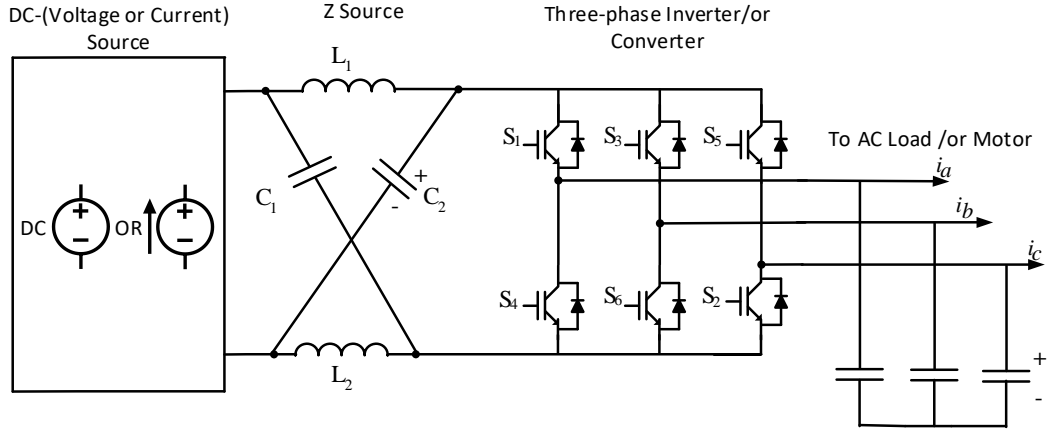 DC-(Voltage or Current)
Source
Z Source
Three-phase Inverter/or
Converter
L1
C1
+
C2
-
L2
DC
+
−
OR
+
−
S1
S3
S5
S4
S6
S2
To AC Load /or Motor
ia
ib
ic
+
-